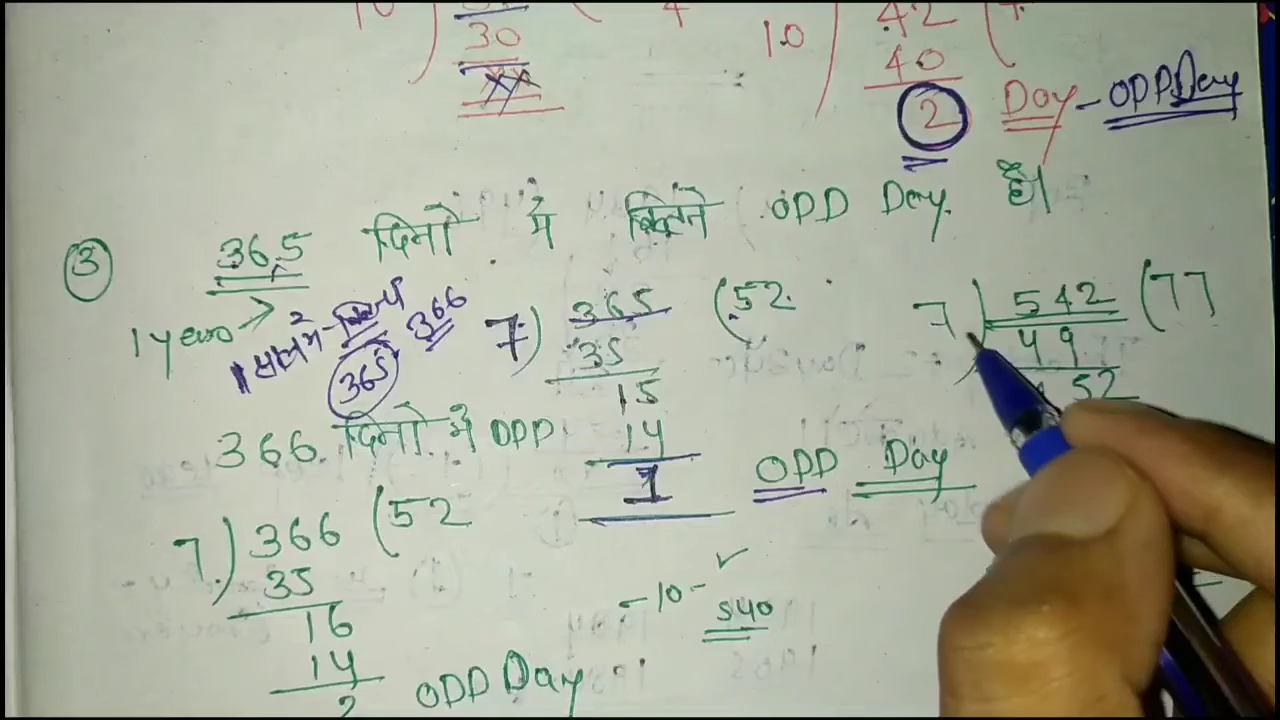 30
42
10
40
2 Day - ODD Day
③ 365 दिनो मे कितने ODD Day है।
1 year →
1 साल मे - दिन
365 366
7) 365 (52
35
15
14
1 ODD Day
7) 542 (77
49
52
366 दिनो मे ODD
7) 366 (52
35
16
14
2 ODD Day
- 10 - ✓
540